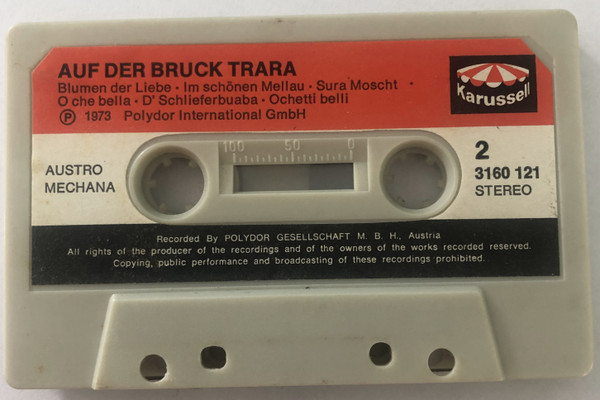 AUF DER BRUCK TRARA
Blumen der Liebe · Im schönen Mellau · Sura Moscht ·
O che bella · D' Schlieferbuaba · Ochetti belli
Ⓟ 1973 Polydor International GmbH
Karussell
AUSTRO
MECHANA
100 50 0
2
3160 121
STEREO
Recorded By POLYDOR GESELLSCHAFT M. B. H., Austria
All rights of the producer of the recordings and of the owners of the works recorded reserved.
Copying, public performance and broadcasting of these recordings prohibited.